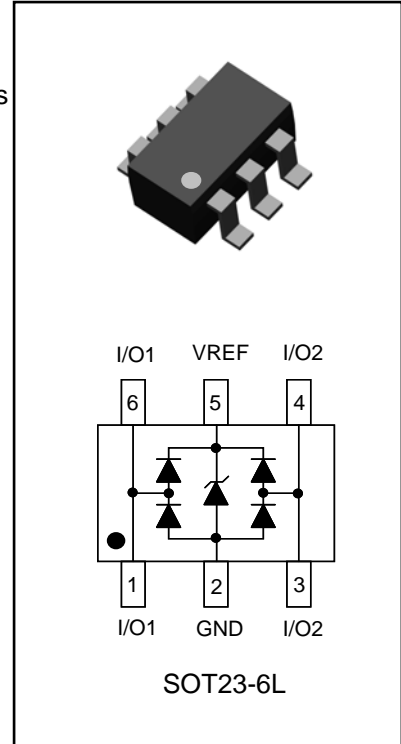 s
I/O1 VREF I/O2
6 5 4
1 2 3
I/O1 GND I/O2
SOT23-6L